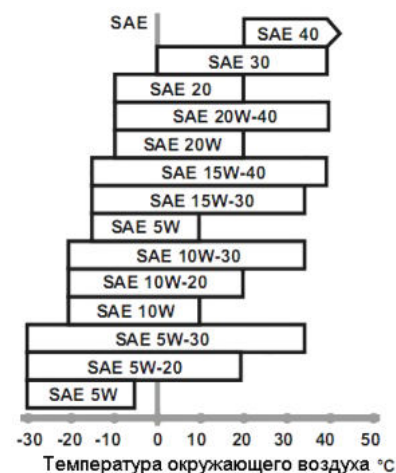 SAE
SAE 40
SAE 30
SAE 20
SAE 20W-40
SAE 20W
SAE 15W-40
SAE 15W-30
SAE 5W
SAE 10W-30
SAE 10W-20
SAE 10W
SAE 5W-30
SAE 5W-20
SAE 5W
-30 -20 -10 0 10 20 30 40 50
Температура окружающего воздуха °C